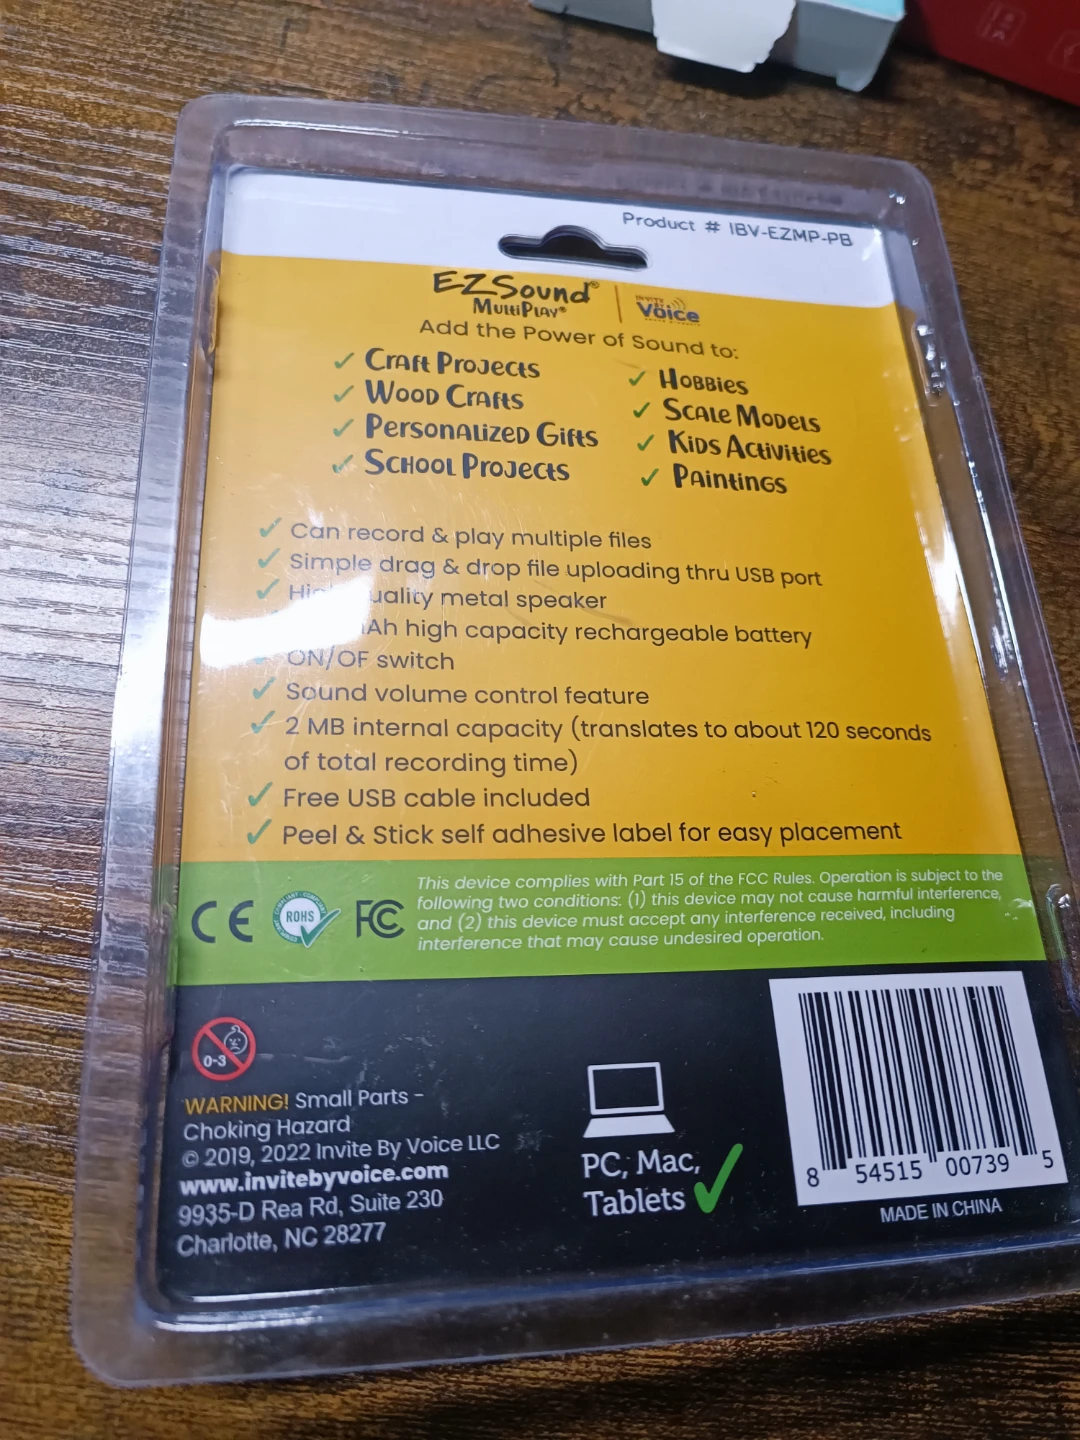 Product # IBV-EZMP-PB
EZSound®
MultiPlay®
INVITE
Voice
Add the Power of Sound to:
Craft Projects
Wood Crafts
Personalized Gifts
School Projects
Hobbies
Scale Models
Kids Activities
Paintings
Can record & play multiple files
Simple drag & drop file uploading thru USB port
metal speaker
high capacity rechargeable battery
ON/OF switch
Sound volume control feature
2 MB internal capacity (translates to about 120 seconds
of total recording time)
Free USB cable included
Peel & Stick self adhesive label for easy placement
CE
ROHS
FC
This device complies with Part 15 of the FCC Rules. Operation is subject to the
following two conditions: (1) this device may not cause harmful interference,
and (2) this device must accept any interference received, including
interference that may cause undesired operation.
0-3
WARNING! Small Parts -
Choking Hazard
© 2019, 2022 Invite By Voice LLC
www.invitebyvoice.com
9935-D Rea Rd, Suite 230
Charlotte, NC 28277
PC, Mac,
Tablets
8 54515 00739 5
MADE IN CHINA